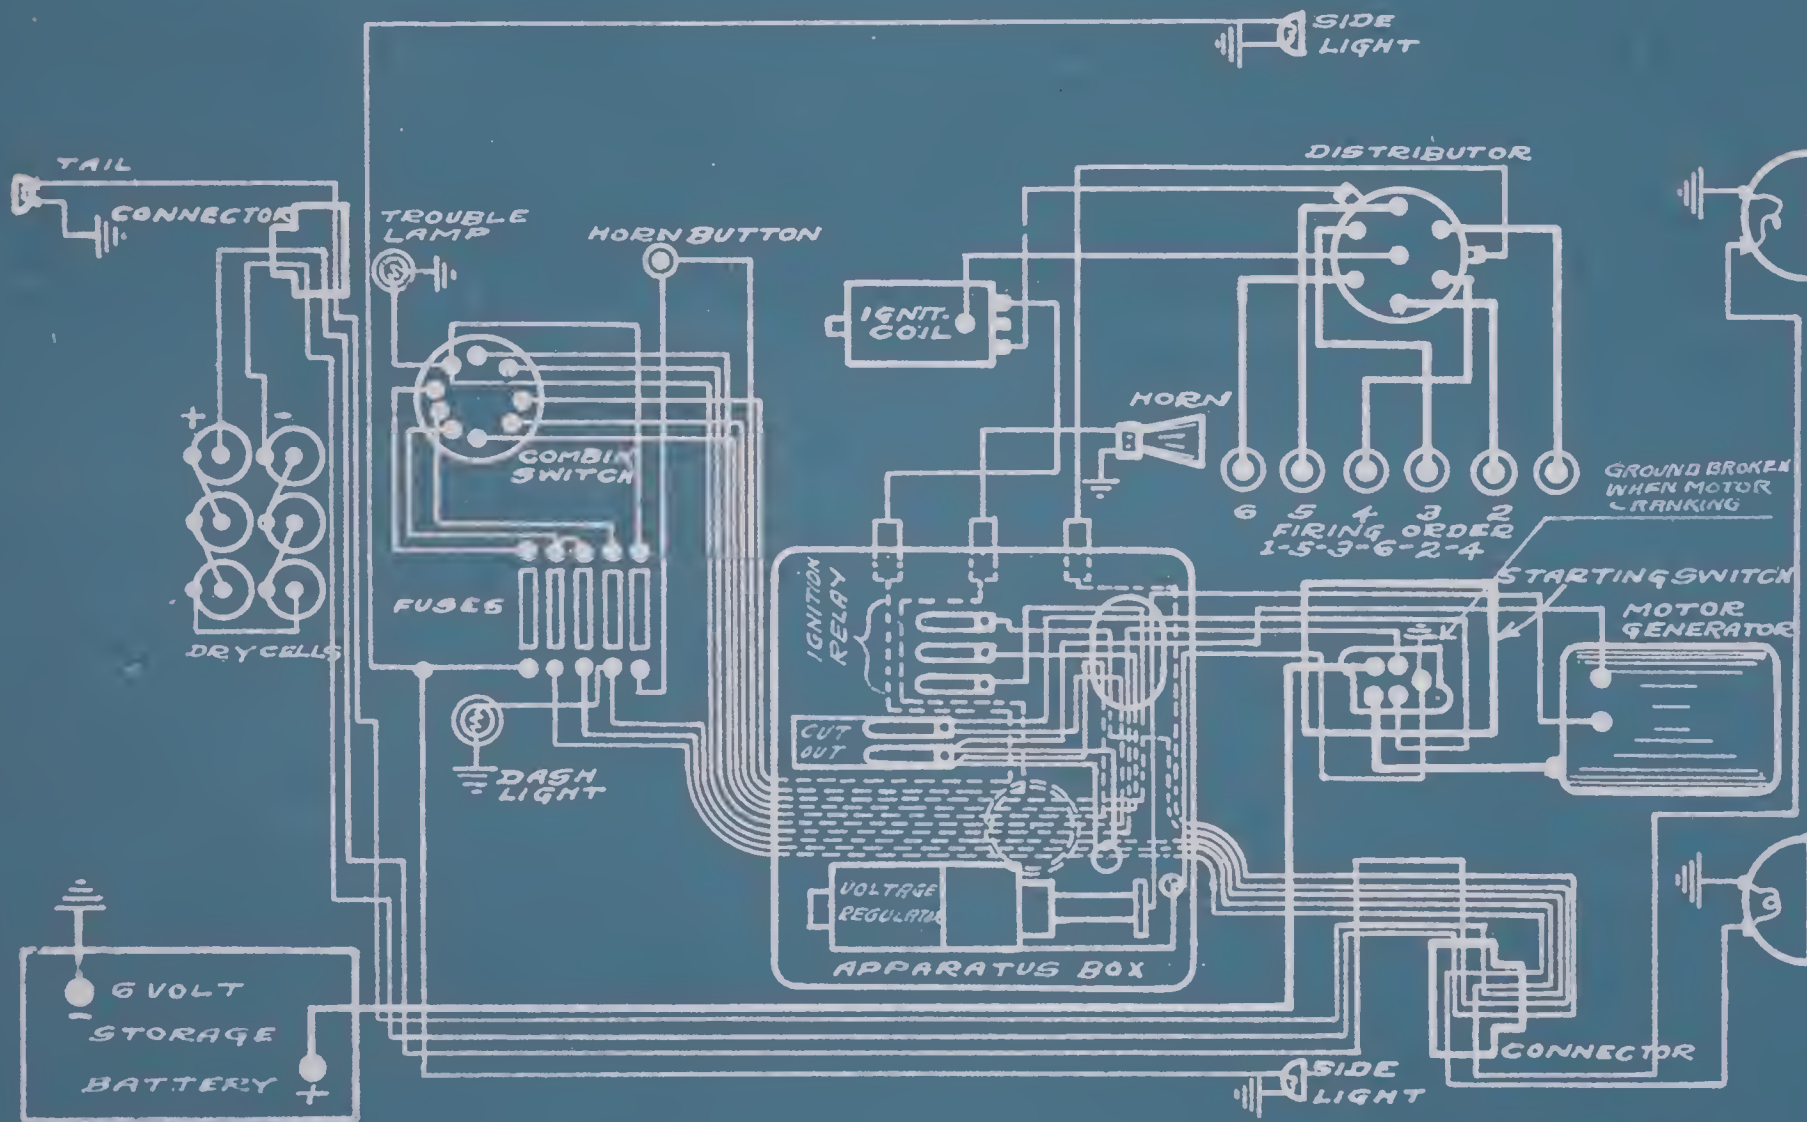 SIDE
LIGHT
DISTRIBUTOR
TAIL
CONNECTOR
TROUBLE
LAMP
HORN BUTTON
IGNIT.
COIL
HORN
+ -
COMBIN
SWITCH
GROUND BROKEN
WHEN MOTOR
CRANKING
6 5 4 3 2
FIRING ORDER
1-5-3-6-2-4
IGNITION
RELAY
STARTING SWITCH
FUSES
MOTOR
GENERATOR
DRY CELLS
CUT
OUT
DASH
LIGHT
VOLTAGE
REGULATOR
APPARATUS BOX
6 VOLT
-
STORAGE
BATTERY
+
CONNECTOR
SIDE
LIGHT